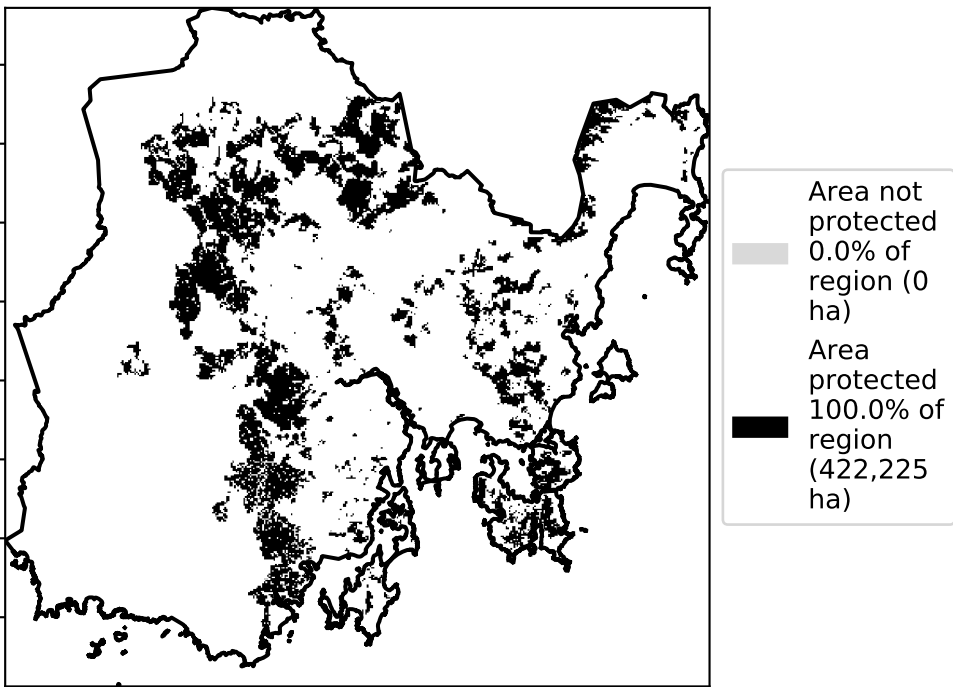 Area not
protected
0.0% of
region (0
ha)
Area
protected
100.0% of
region
(422,225
ha)